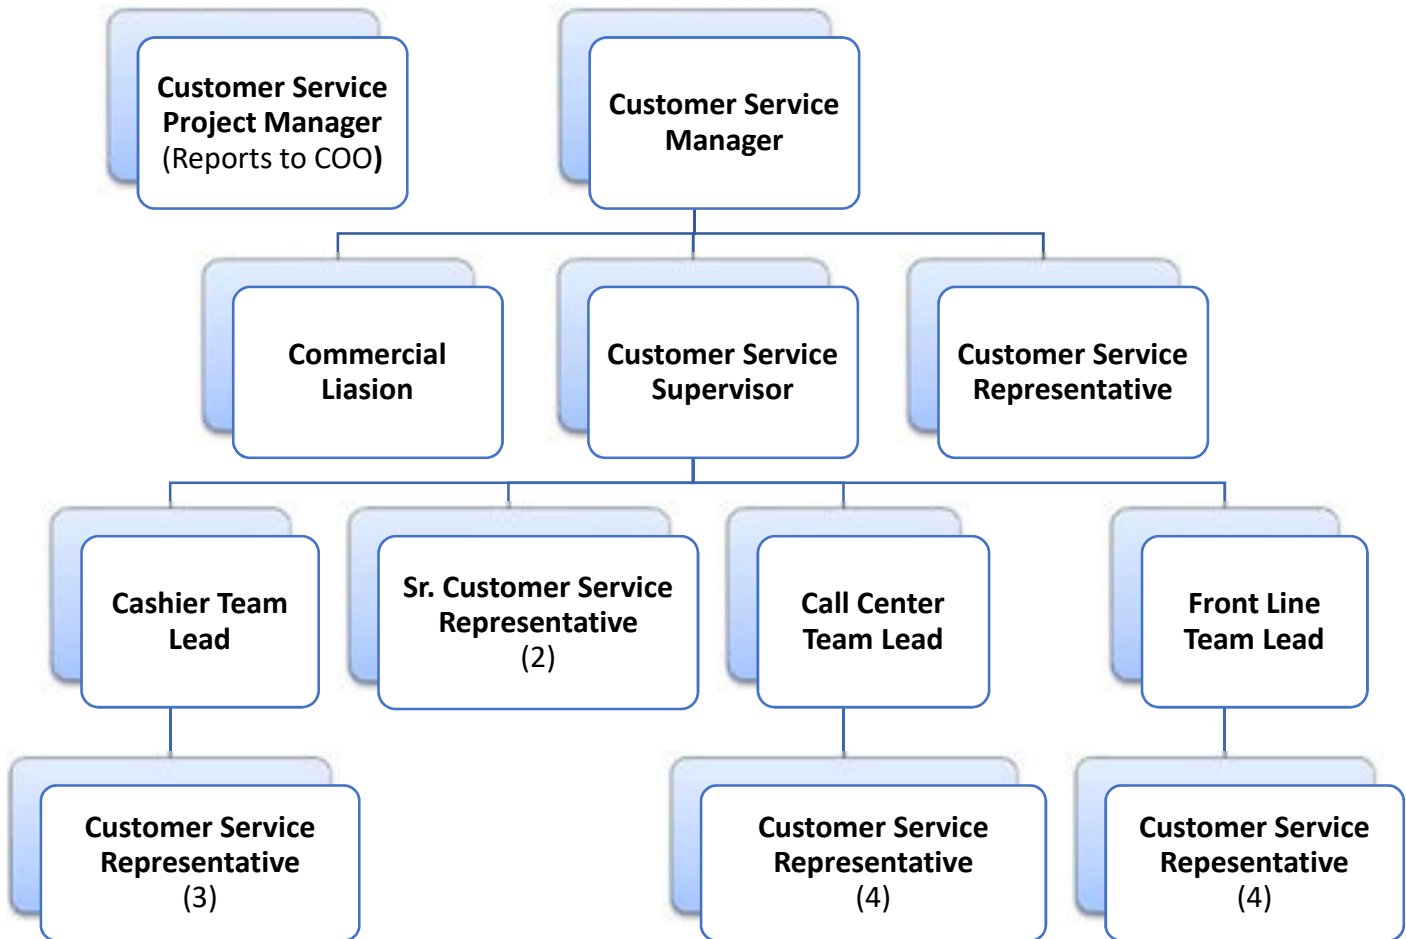 Customer Service
Project Manager
(Reports to COO)
Customer Service
Manager
Commercial
Liasion
Customer Service
Supervisor
Customer Service
Representative
Cashier Team
Lead
Sr. Customer Service
Representative
(2)
Call Center
Team Lead
Front Line
Team Lead
Customer Service
Representative
(3)
Customer Service
Representative
(4)
Customer Service
Repesentative
(4)